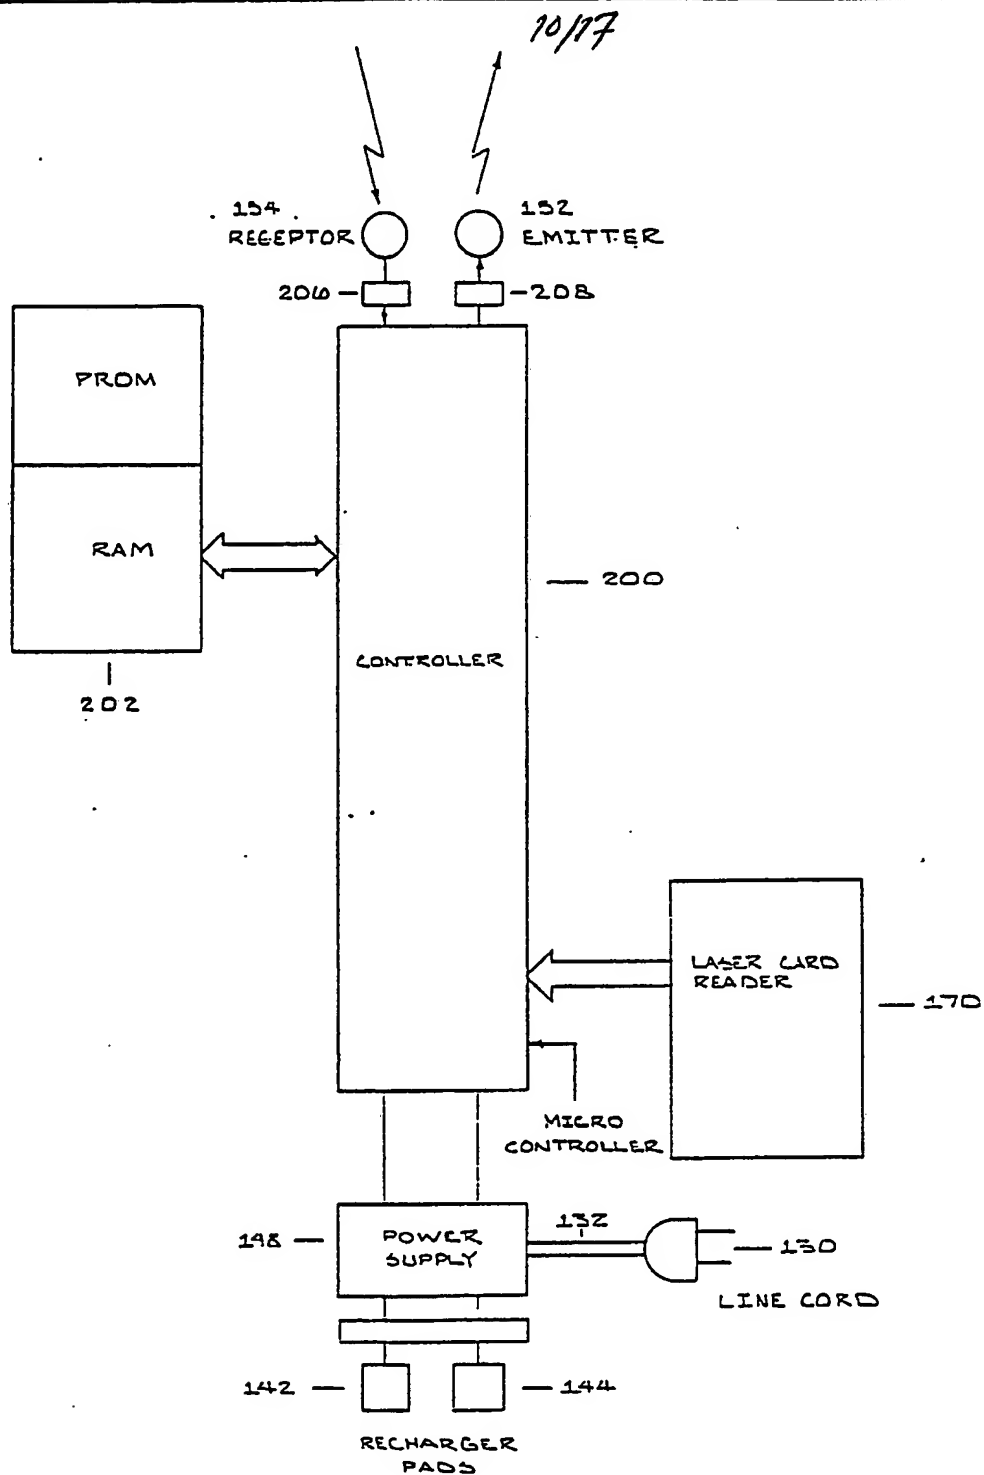 10/17
154
RECEPTOR
152
EMITTER
206
208
PROM
RAM
200
CONTROLLER
202
LASER CARD
READER
170
MICRO
CONTROLLER
148
POWER
SUPPLY
132
130
LINE CORD
142
144
RECHARGER
PADS